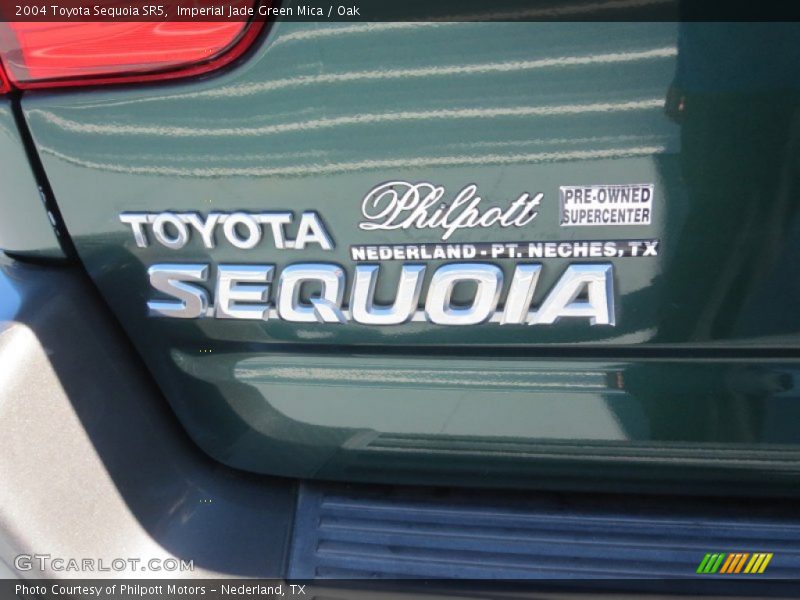 2004 Toyota Sequoia SR5, Imperial Jade Green Mica / Oak
TOYOTA
Philpott
PRE-OWNED
SUPERCENTER
NEDERLAND - PT. NECHES, TX
SEQUOIA
GTCARLOT.COM
Photo Courtesy of Philpott Motors - Nederland, TX